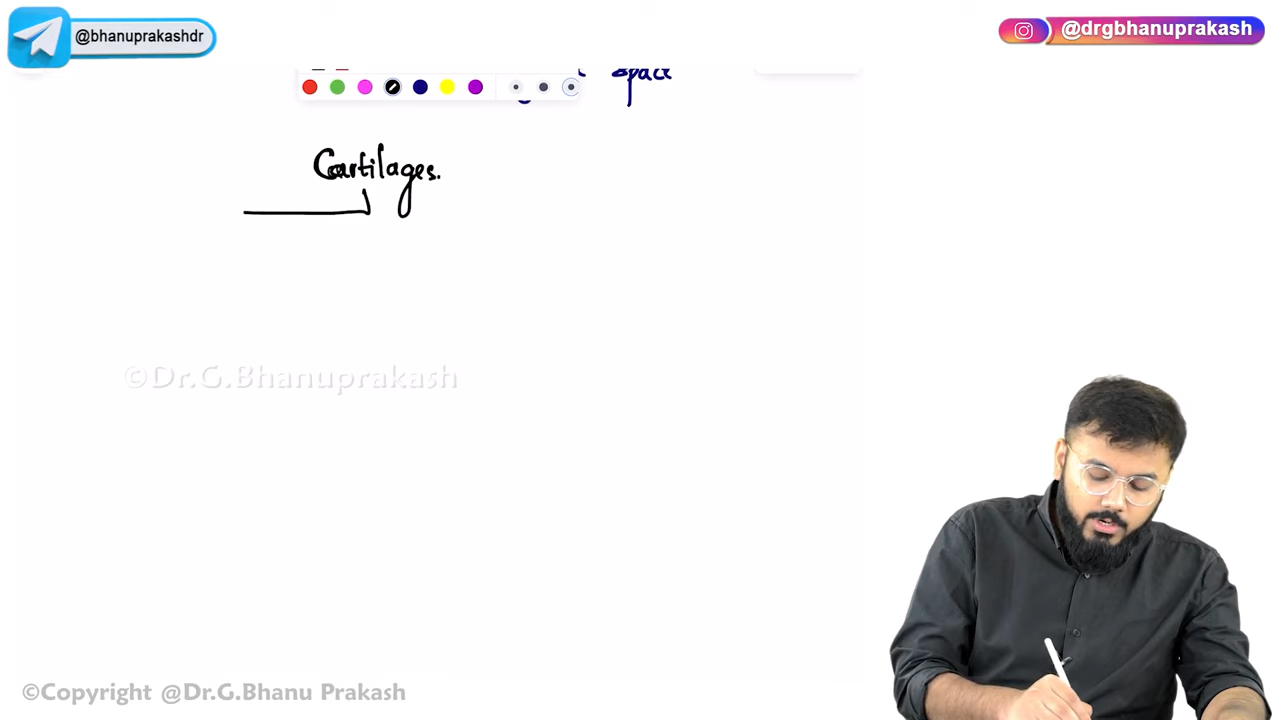 @bhanuprakashdr
@drgbhanuprakash
space
Cartilages.
©Dr.G.Bhanuprakash
©Copyright @Dr.G.Bhanu Prakash